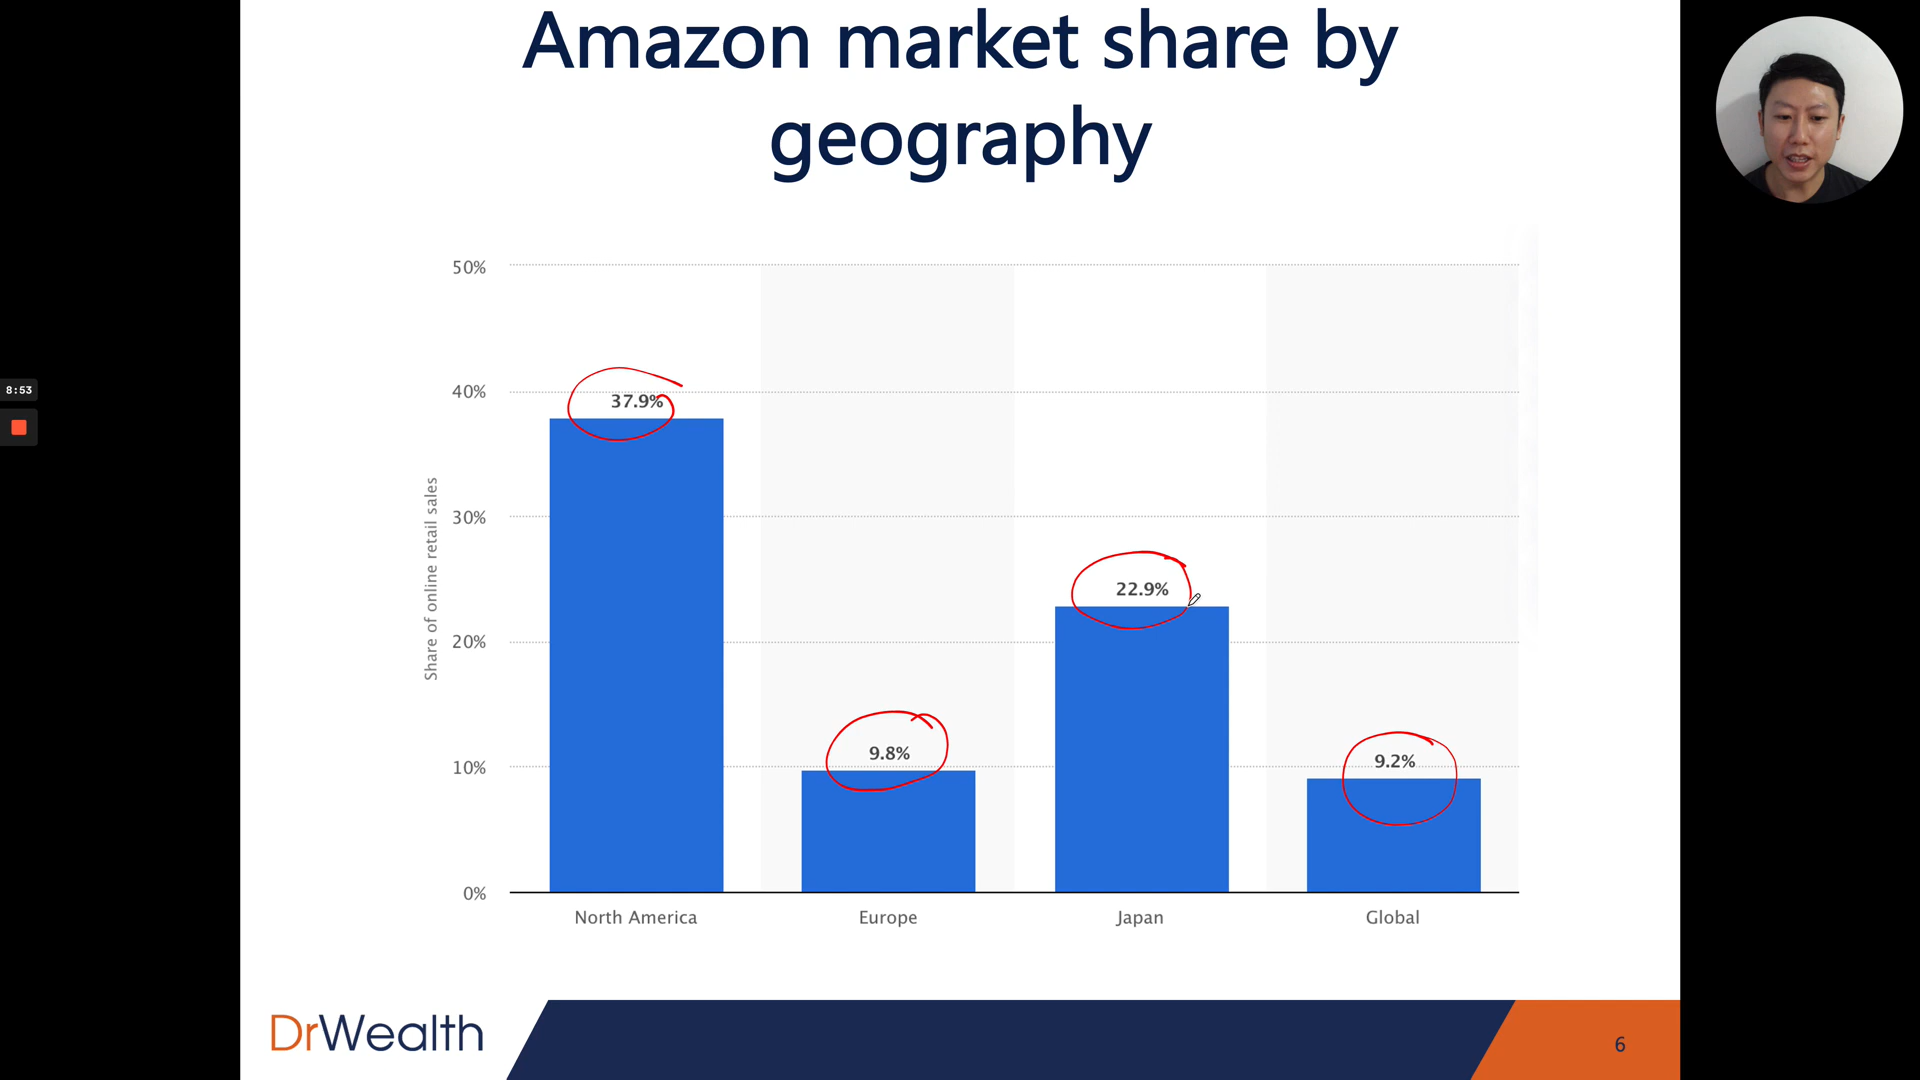 Amazon market share by
geography
50%
40%
30%
20%
10%
0%
Share of online retail sales
37.9%
9.8%
22.9%
9.2%
North America
Europe
Japan
Global
8:53
DrWealth
6